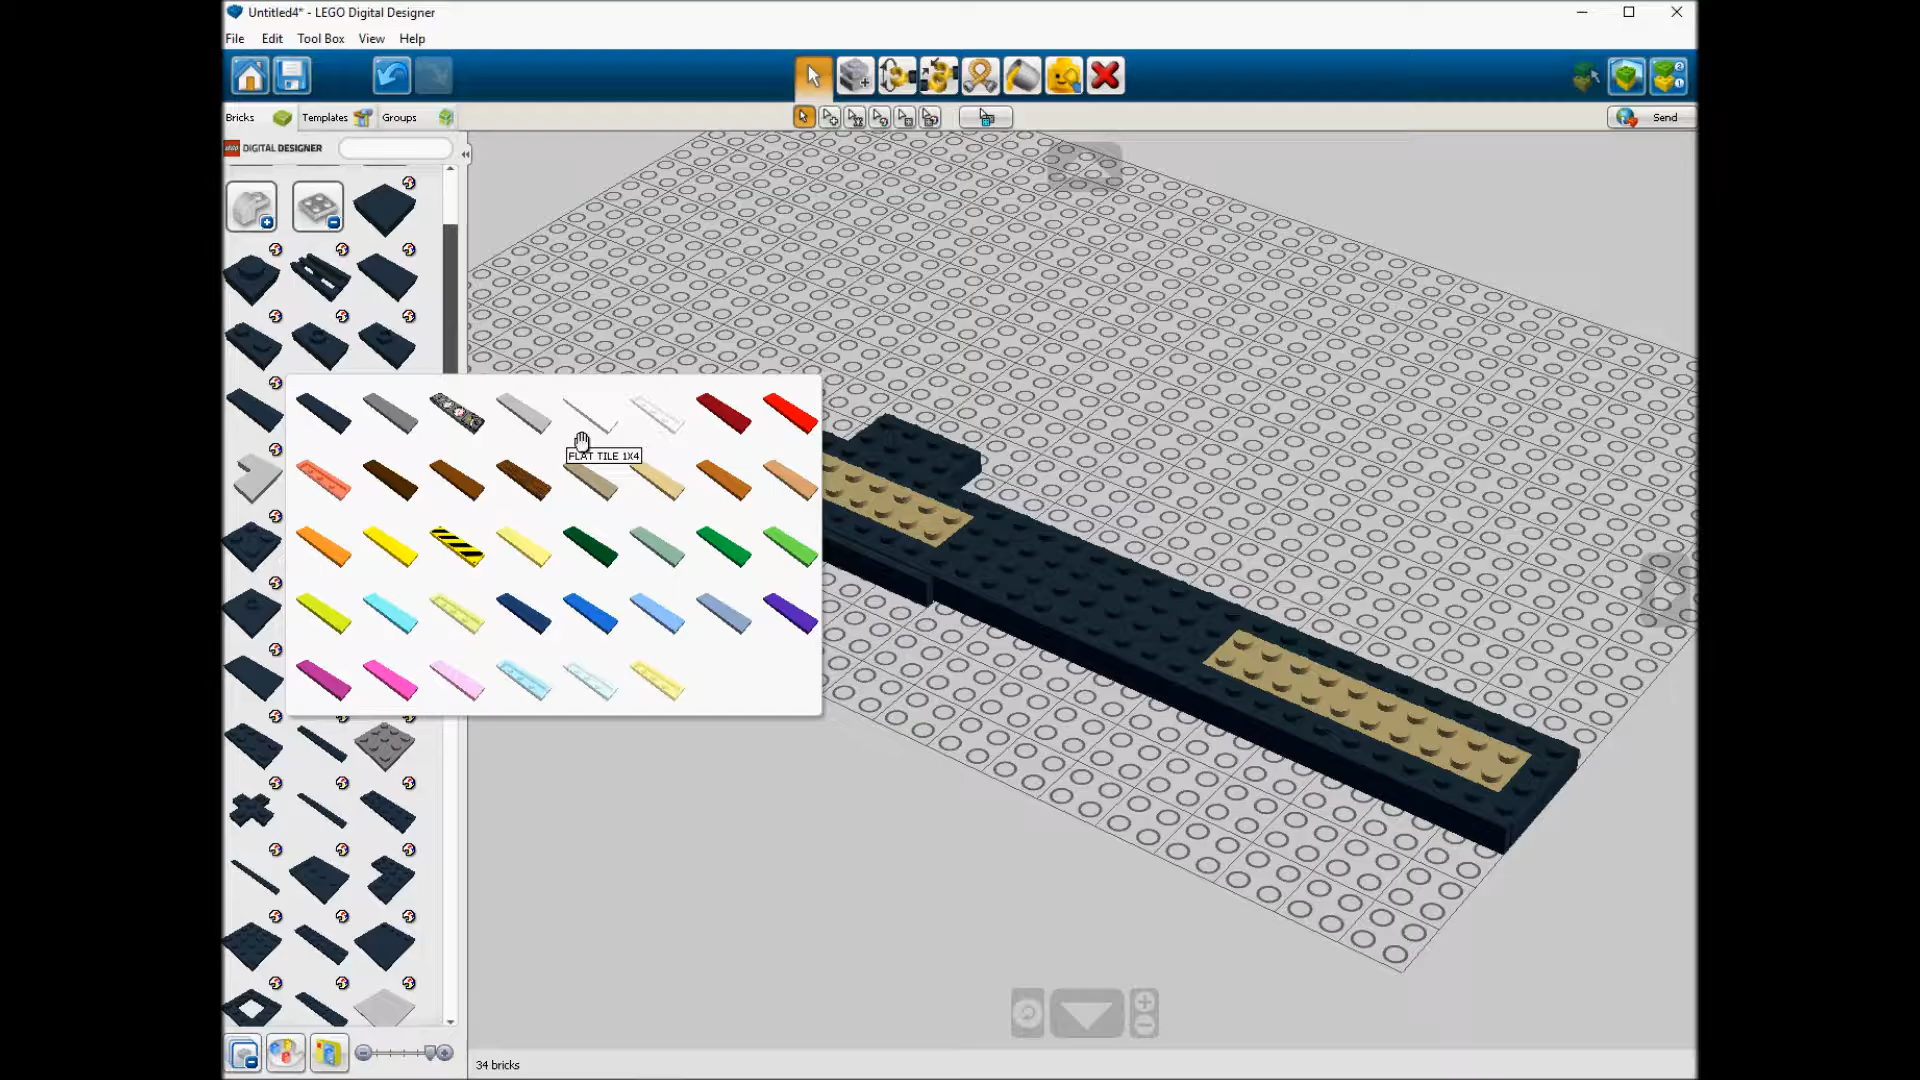 Untitled4* - LEGO Digital Designer
File Edit Tool Box View Help
Bricks Templates Groups
Send
DIGITAL DESIGNER
FLAT TILE 1X4
34 bricks